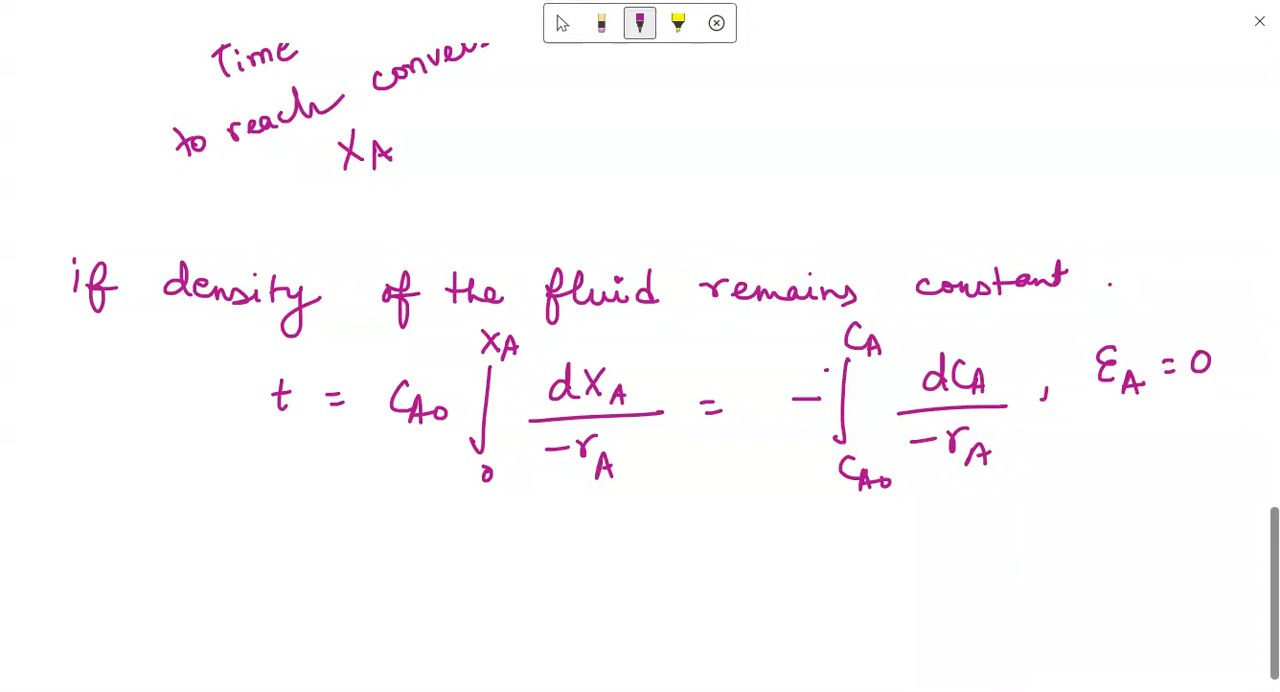 Time
to reach
X_A
if density of the fluid remains constant.
t = C_A0 ∫_0^X_A dX_A / -r_A = - ∫_C_A0^C_A dC_A / -r_A , ε_A = 0